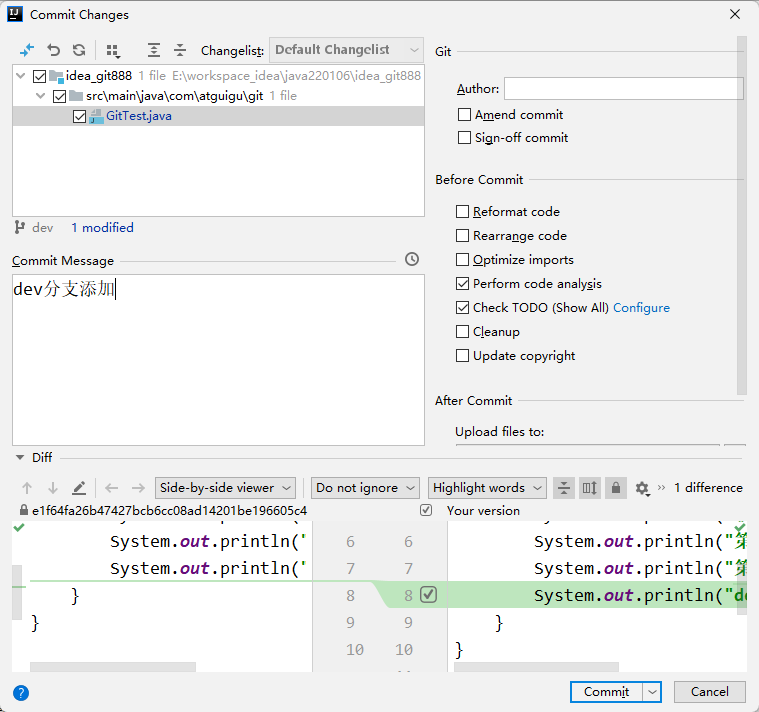 Commit Changes
Changelist: Default Changelist
idea_git888 1 file E:\workspace_idea\java220106\idea_git888
src\main\java\com\atguigu\git 1 file
GitTest.java
dev 1 modified
Commit Message
dev分支添加
Git
Author:
Amend commit
Sign-off commit
Before Commit
Reformat code
Rearrange code
Optimize imports
Perform code analysis
Check TODO (Show All) Configure
Cleanup
Update copyright
After Commit
Upload files to:
Diff
Side-by-side viewer Do not ignore Highlight words 1 difference
e1f64fa26b47427bcb6cc08ad14201be196605c4 Your version
System.out.println(' 6 6 System.out.println("第
System.out.println(' 7 7 System.out.println("第
} 8 8 System.out.println("de
} 9 9 }
10 10 }
? Commit Cancel